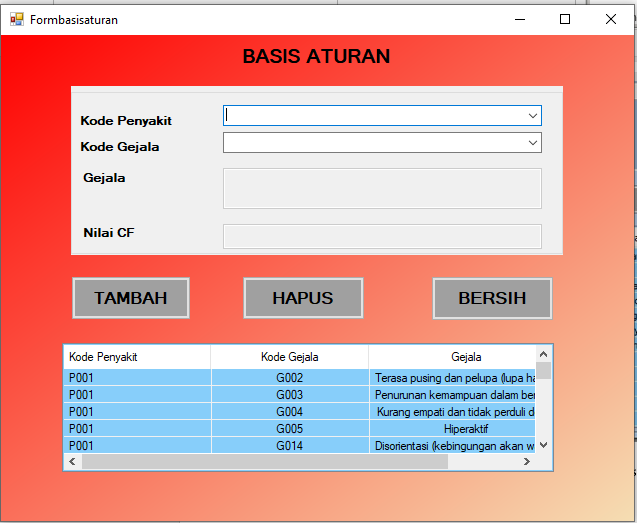 Formbasisaturan
BASIS ATURAN
Kode Penyakit
Kode Gejala
Gejala
Nilai CF
TAMBAH HAPUS BERSIH
Kode Penyakit Kode Gejala Gejala
P001 G002 Terasa pusing dan pelupa (lupa ha
P001 G003 Penurunan kemampuan dalam ber
P001 G004 Kurang empati dan tidak perduli d
P001 G005 Hiperaktif
P001 G014 Disorientasi (kebingungan akan w